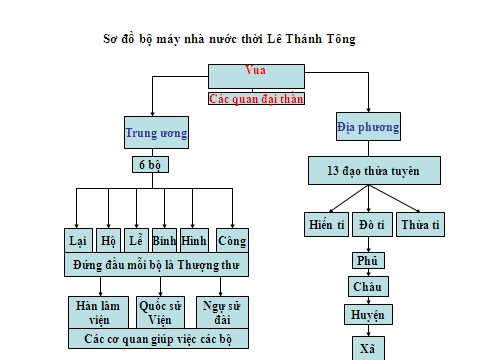 Sơ đồ bộ máy nhà nước thời Lê Thánh Tông
Vua
Các quan đại thần
Trung ương
Địa phương
6 bộ
13 đạo thừa tuyên
Lại
Hộ
Lễ
Binh
Hình
Công
Hiến ti
Đô ti
Thừa ti
Đứng đầu mỗi bộ là Thượng thư
Phủ
Châu
Hàn lâm
viện
Quốc sử
Viện
Ngự sử
đài
Huyện
Các cơ quan giúp việc các bộ
Xã